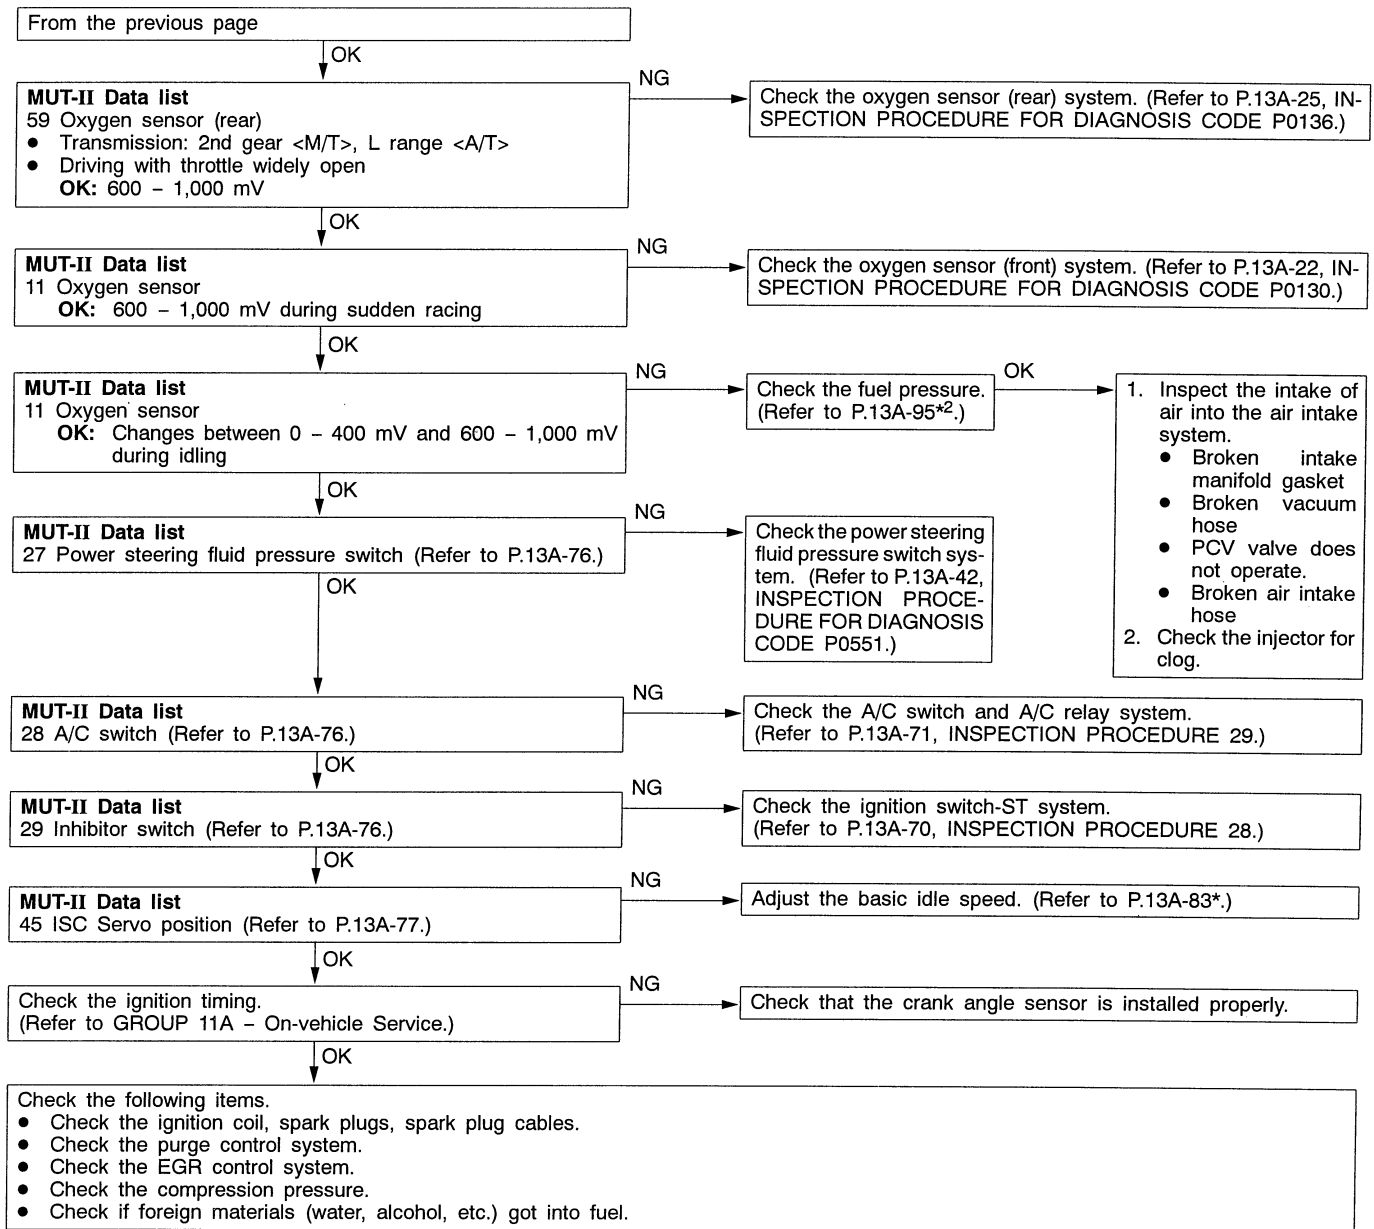 From the previous page
OK
MUT-II Data list
59 Oxygen sensor (rear)
● Transmission: 2nd gear <M/T>, L range <A/T>
● Driving with throttle widely open
OK: 600 – 1,000 mV
NG
Check the oxygen sensor (rear) system. (Refer to P.13A-25, IN-
SPECTION PROCEDURE FOR DIAGNOSIS CODE P0136.)
OK
MUT-II Data list
11 Oxygen sensor
OK: 600 – 1,000 mV during sudden racing
NG
Check the oxygen sensor (front) system. (Refer to P.13A-22, IN-
SPECTION PROCEDURE FOR DIAGNOSIS CODE P0130.)
OK
MUT-II Data list
11 Oxygen sensor
OK: Changes between 0 – 400 mV and 600 – 1,000 mV
during idling
NG
Check the fuel pressure.
(Refer to P.13A-95*2.)
OK
1. Inspect the intake of
air into the air intake
system.
● Broken intake
manifold gasket
● Broken vacuum
hose
● PCV valve does
not operate.
● Broken air intake
hose
2. Check the injector for
clog.
OK
MUT-II Data list
27 Power steering fluid pressure switch (Refer to P.13A-76.)
NG
Check the power steering
fluid pressure switch sys-
tem. (Refer to P.13A-42,
INSPECTION PROCE-
DURE FOR DIAGNOSIS
CODE P0551.)
OK
MUT-II Data list
28 A/C switch (Refer to P.13A-76.)
NG
Check the A/C switch and A/C relay system.
(Refer to P.13A-71, INSPECTION PROCEDURE 29.)
OK
MUT-II Data list
29 Inhibitor switch (Refer to P.13A-76.)
NG
Check the ignition switch-ST system.
(Refer to P.13A-70, INSPECTION PROCEDURE 28.)
OK
MUT-II Data list
45 ISC Servo position (Refer to P.13A-77.)
NG
Adjust the basic idle speed. (Refer to P.13A-83*.)
OK
Check the ignition timing.
(Refer to GROUP 11A – On-vehicle Service.)
NG
Check that the crank angle sensor is installed properly.
OK
Check the following items.
● Check the ignition coil, spark plugs, spark plug cables.
● Check the purge control system.
● Check the EGR control system.
● Check the compression pressure.
● Check if foreign materials (water, alcohol, etc.) got into fuel.